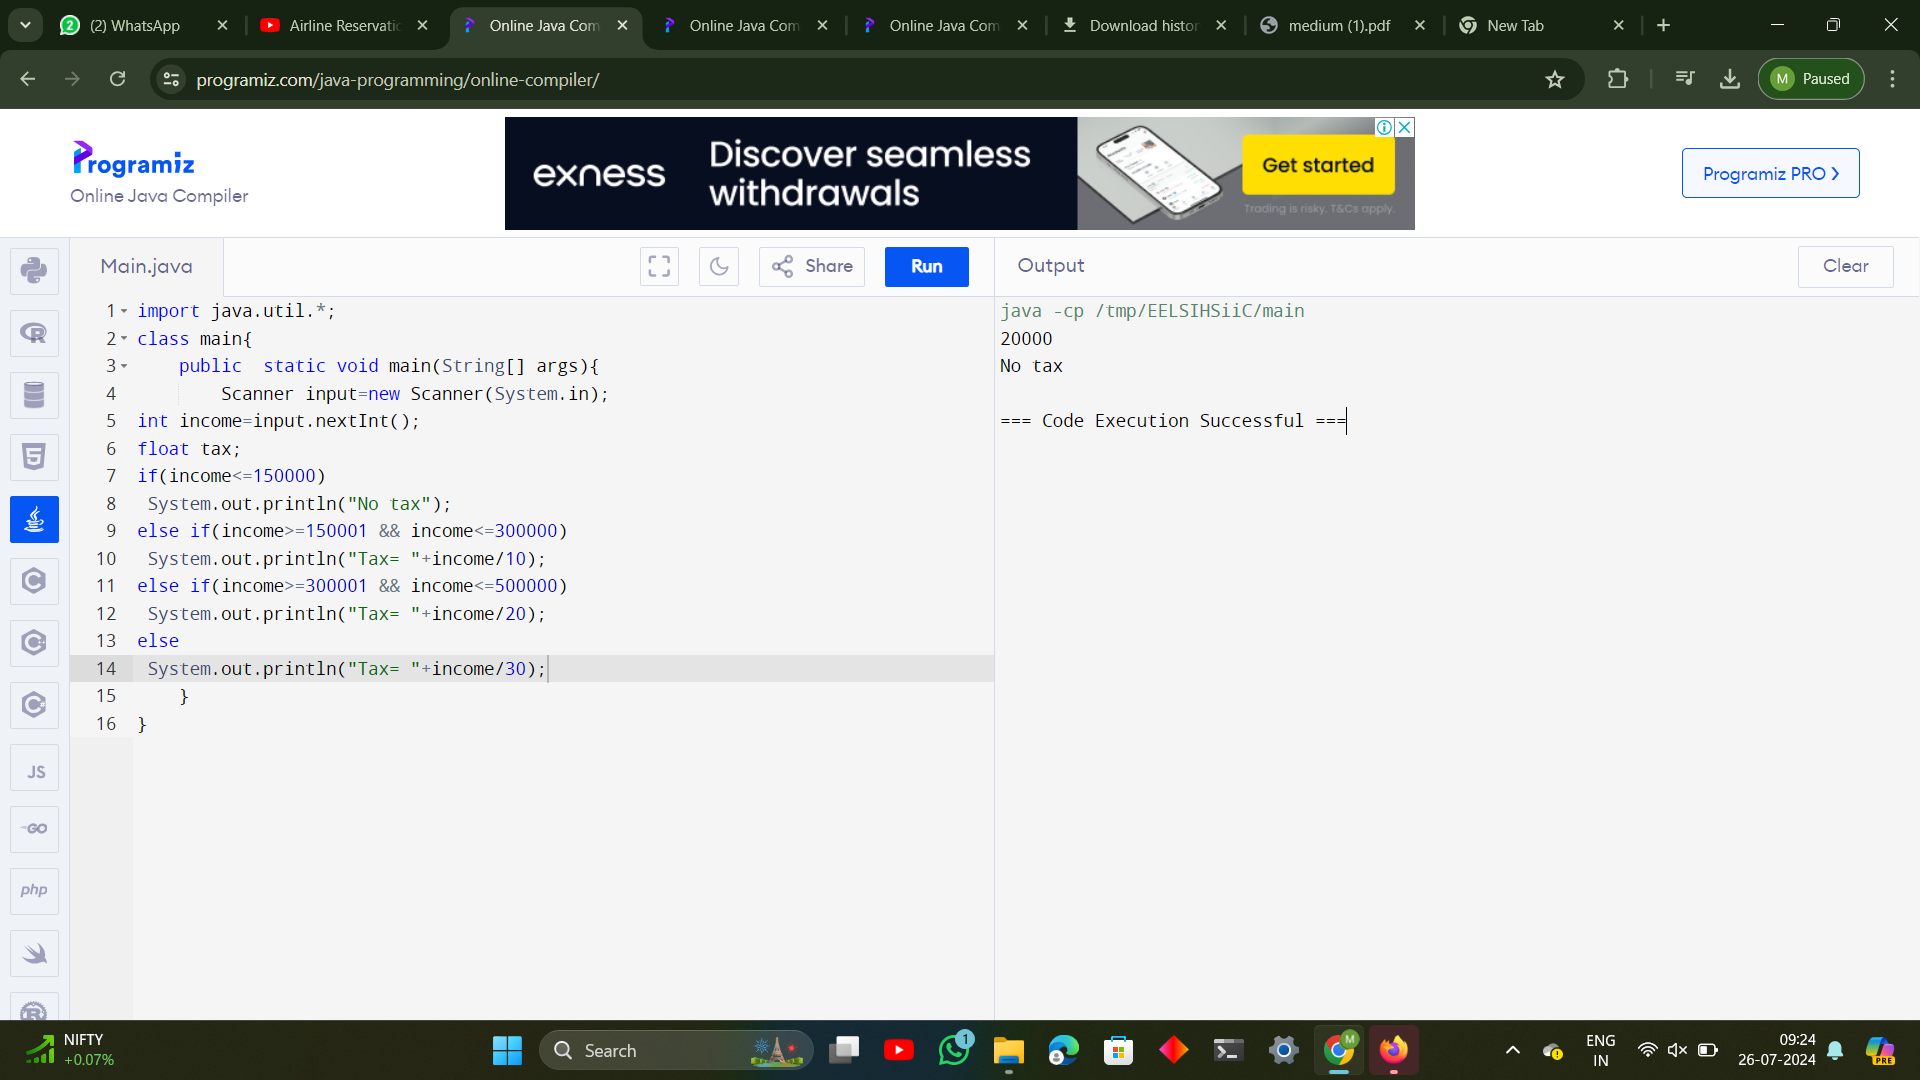 (2) WhatsApp
Airline Reservatic
Online Java Com
Online Java Com
Online Java Com
Download histor
medium (1).pdf
New Tab
programiz.com/java-programming/online-compiler/
M Paused
Programiz
Online Java Compiler
exness
Discover seamless
withdrawals
Get started
Trading is risky. T&Cs apply.
Programiz PRO >
Main.java
Share
Run
Output
Clear
1 import java.util.*;
2 class main{
3 public  static void main(String[] args){
4 Scanner input=new Scanner(System.in);
5 int income=input.nextInt();
6 float tax;
7 if(income<=150000)
8 System.out.println("No tax");
9 else if(income>=150001 && income<=300000)
10 System.out.println("Tax= "+income/10);
11 else if(income>=300001 && income<=500000)
12 System.out.println("Tax= "+income/20);
13 else
14 System.out.println("Tax= "+income/30);
15 }
16 }
java -cp /tmp/EELSIHSiiC/main
20000
No tax
=== Code Execution Successful ===
R
5
C
C
C
JS
GO
php
R
NIFTY
+0.07%
Search
1
M
ENG
IN
09:24
26-07-2024
PRE